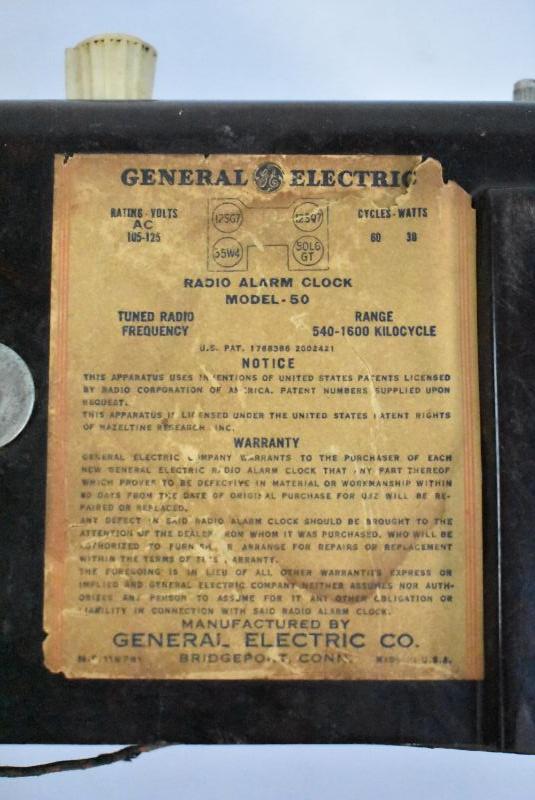 GENERAL GE ELECTRIC
RATING-VOLTS
AC
105-125
12SG7 12SQ7
35W4 50L6 GT
CYCLES-WATTS
60 30
RADIO ALARM CLOCK
MODEL-50
TUNED RADIO FREQUENCY
RANGE 540-1600 KILOCYCLE
U.S. PAT. 1768386 2002421
NOTICE
THIS APPARATUS USES INVENTIONS OF UNITED STATES PATENTS LICENSED
BY RADIO CORPORATION OF AMERICA. PATENT NUMBERS SUPPLIED UPON
REQUEST.
THIS APPARATUS IS LICENSED UNDER THE UNITED STATES PATENT RIGHTS
OF HAZELTINE RESEARCH, INC.
WARRANTY
GENERAL ELECTRIC COMPANY WARRANTS TO THE PURCHASER OF EACH
NEW GENERAL ELECTRIC RADIO ALARM CLOCK THAT ANY PART THEREOF
WHICH PROVES TO BE DEFECTIVE IN MATERIAL OR WORKMANSHIP WITHIN
90 DAYS FROM THE DATE OF ORIGINAL PURCHASE FOR USE WILL BE RE-
PAIRED OR REPLACED.
ANY DEFECT IN SAID RADIO ALARM CLOCK SHOULD BE BROUGHT TO THE
ATTENTION OF THE DEALER FROM WHOM IT WAS PURCHASED, WHO WILL BE
AUTHORIZED TO FURNISH OR ARRANGE FOR REPAIRS OR REPLACEMENT
WITHIN THE TERMS OF THIS WARRANTY.
THE FOREGOING IS IN LIEU OF ALL OTHER WARRANTIES EXPRESS OR
IMPLIED AND GENERAL ELECTRIC COMPANY NEITHER ASSUMES NOR AUTH-
ORIZES ANY PERSON TO ASSUME FOR IT ANY OTHER OBLIGATION OR
LIABILITY IN CONNECTION WITH SAID RADIO ALARM CLOCK.
MANUFACTURED BY
GENERAL ELECTRIC CO.
BRIDGEPORT, CONN. MADE IN U.S.A.